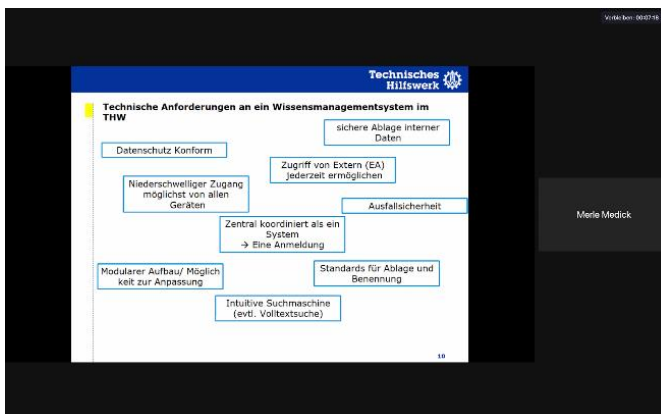 Verbleiben: 00:07:18
Technisches
Hilfswerk
Technische Anforderungen an ein Wissensmanagementsystem im
THW
sichere Ablage interner
Daten
Datenschutz Konform
Zugriff von Extern (EA)
jederzeit ermöglichen
Niederschwelliger Zugang
möglichst von allen
Geräten
Ausfallsicherheit
Zentral koordiniert als ein
System
→ Eine Anmeldung
Modularer Aufbau/ Möglich
keit zur Anpassung
Standards für Ablage und
Benennung
Intuitive Suchmaschine
(evtl. Volltextsuche)
10
Merle Medick